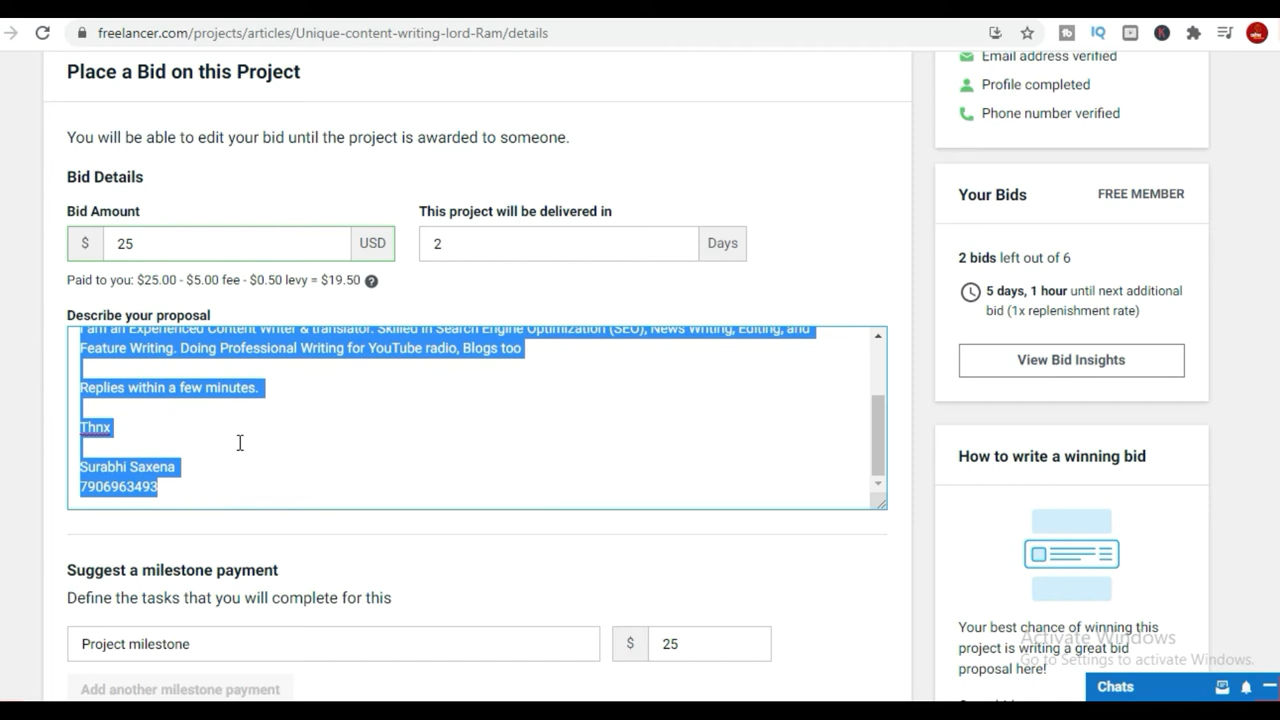 freelancer.com/projects/articles/Unique-content-writing-lord-Ram/details
Place a Bid on this Project
You will be able to edit your bid until the project is awarded to someone.
Bid Details
Bid Amount
This project will be delivered in
$ 25 USD
2 Days
Paid to you: $25.00 - $5.00 fee - $0.50 levy = $19.50
Describe your proposal
I am an Experienced Content Writer & translator. Skilled in Search Engine Optimization (SEO), News Writing, Editing, and
Feature Writing. Doing Professional Writing for YouTube radio, Blogs too
Replies within a few minutes.
Thnx
Surabhi Saxena
7906963493
Suggest a milestone payment
Define the tasks that you will complete for this
Project milestone
$ 25
Add another milestone payment
Email address verified
Profile completed
Phone number verified
Your Bids
FREE MEMBER
2 bids left out of 6
5 days, 1 hour until next additional
bid (1x replenishment rate)
View Bid Insights
How to write a winning bid
Your best chance of winning this
project is writing a great bid
proposal here!
Activate Windows
Go to Settings to activate Windows.
Chats